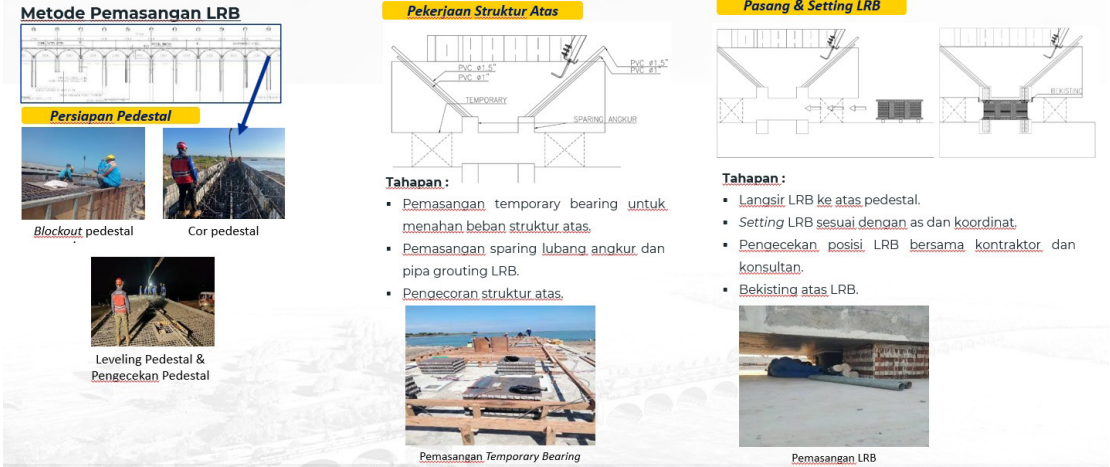 Metode Pemasangan LRB
Persiapan Pedestal
Blockout pedestal
Cor pedestal
Leveling Pedestal &
Pengecekan Pedestal
Pekerjaan Struktur Atas
PVC ø1,5"
PVC ø1"
PVC ø1,5"
PVC ø1"
TEMPORARY
SPARING ANGKUR
Tahapan :
▪ Pemasangan temporary bearing untuk
menahan beban struktur atas.
▪ Pemasangan sparing lubang angkur dan
pipa grouting LRB.
▪ Pengecoran struktur atas.
Pemasangan Temporary Bearing
Pasang & Setting LRB
BEKISTING
Tahapan :
▪ Langsir LRB ke atas pedestal.
▪ Setting LRB sesuai dengan as dan koordinat.
▪ Pengecekan posisi LRB bersama kontraktor dan
konsultan.
▪ Bekisting atas LRB.
Pemasangan LRB